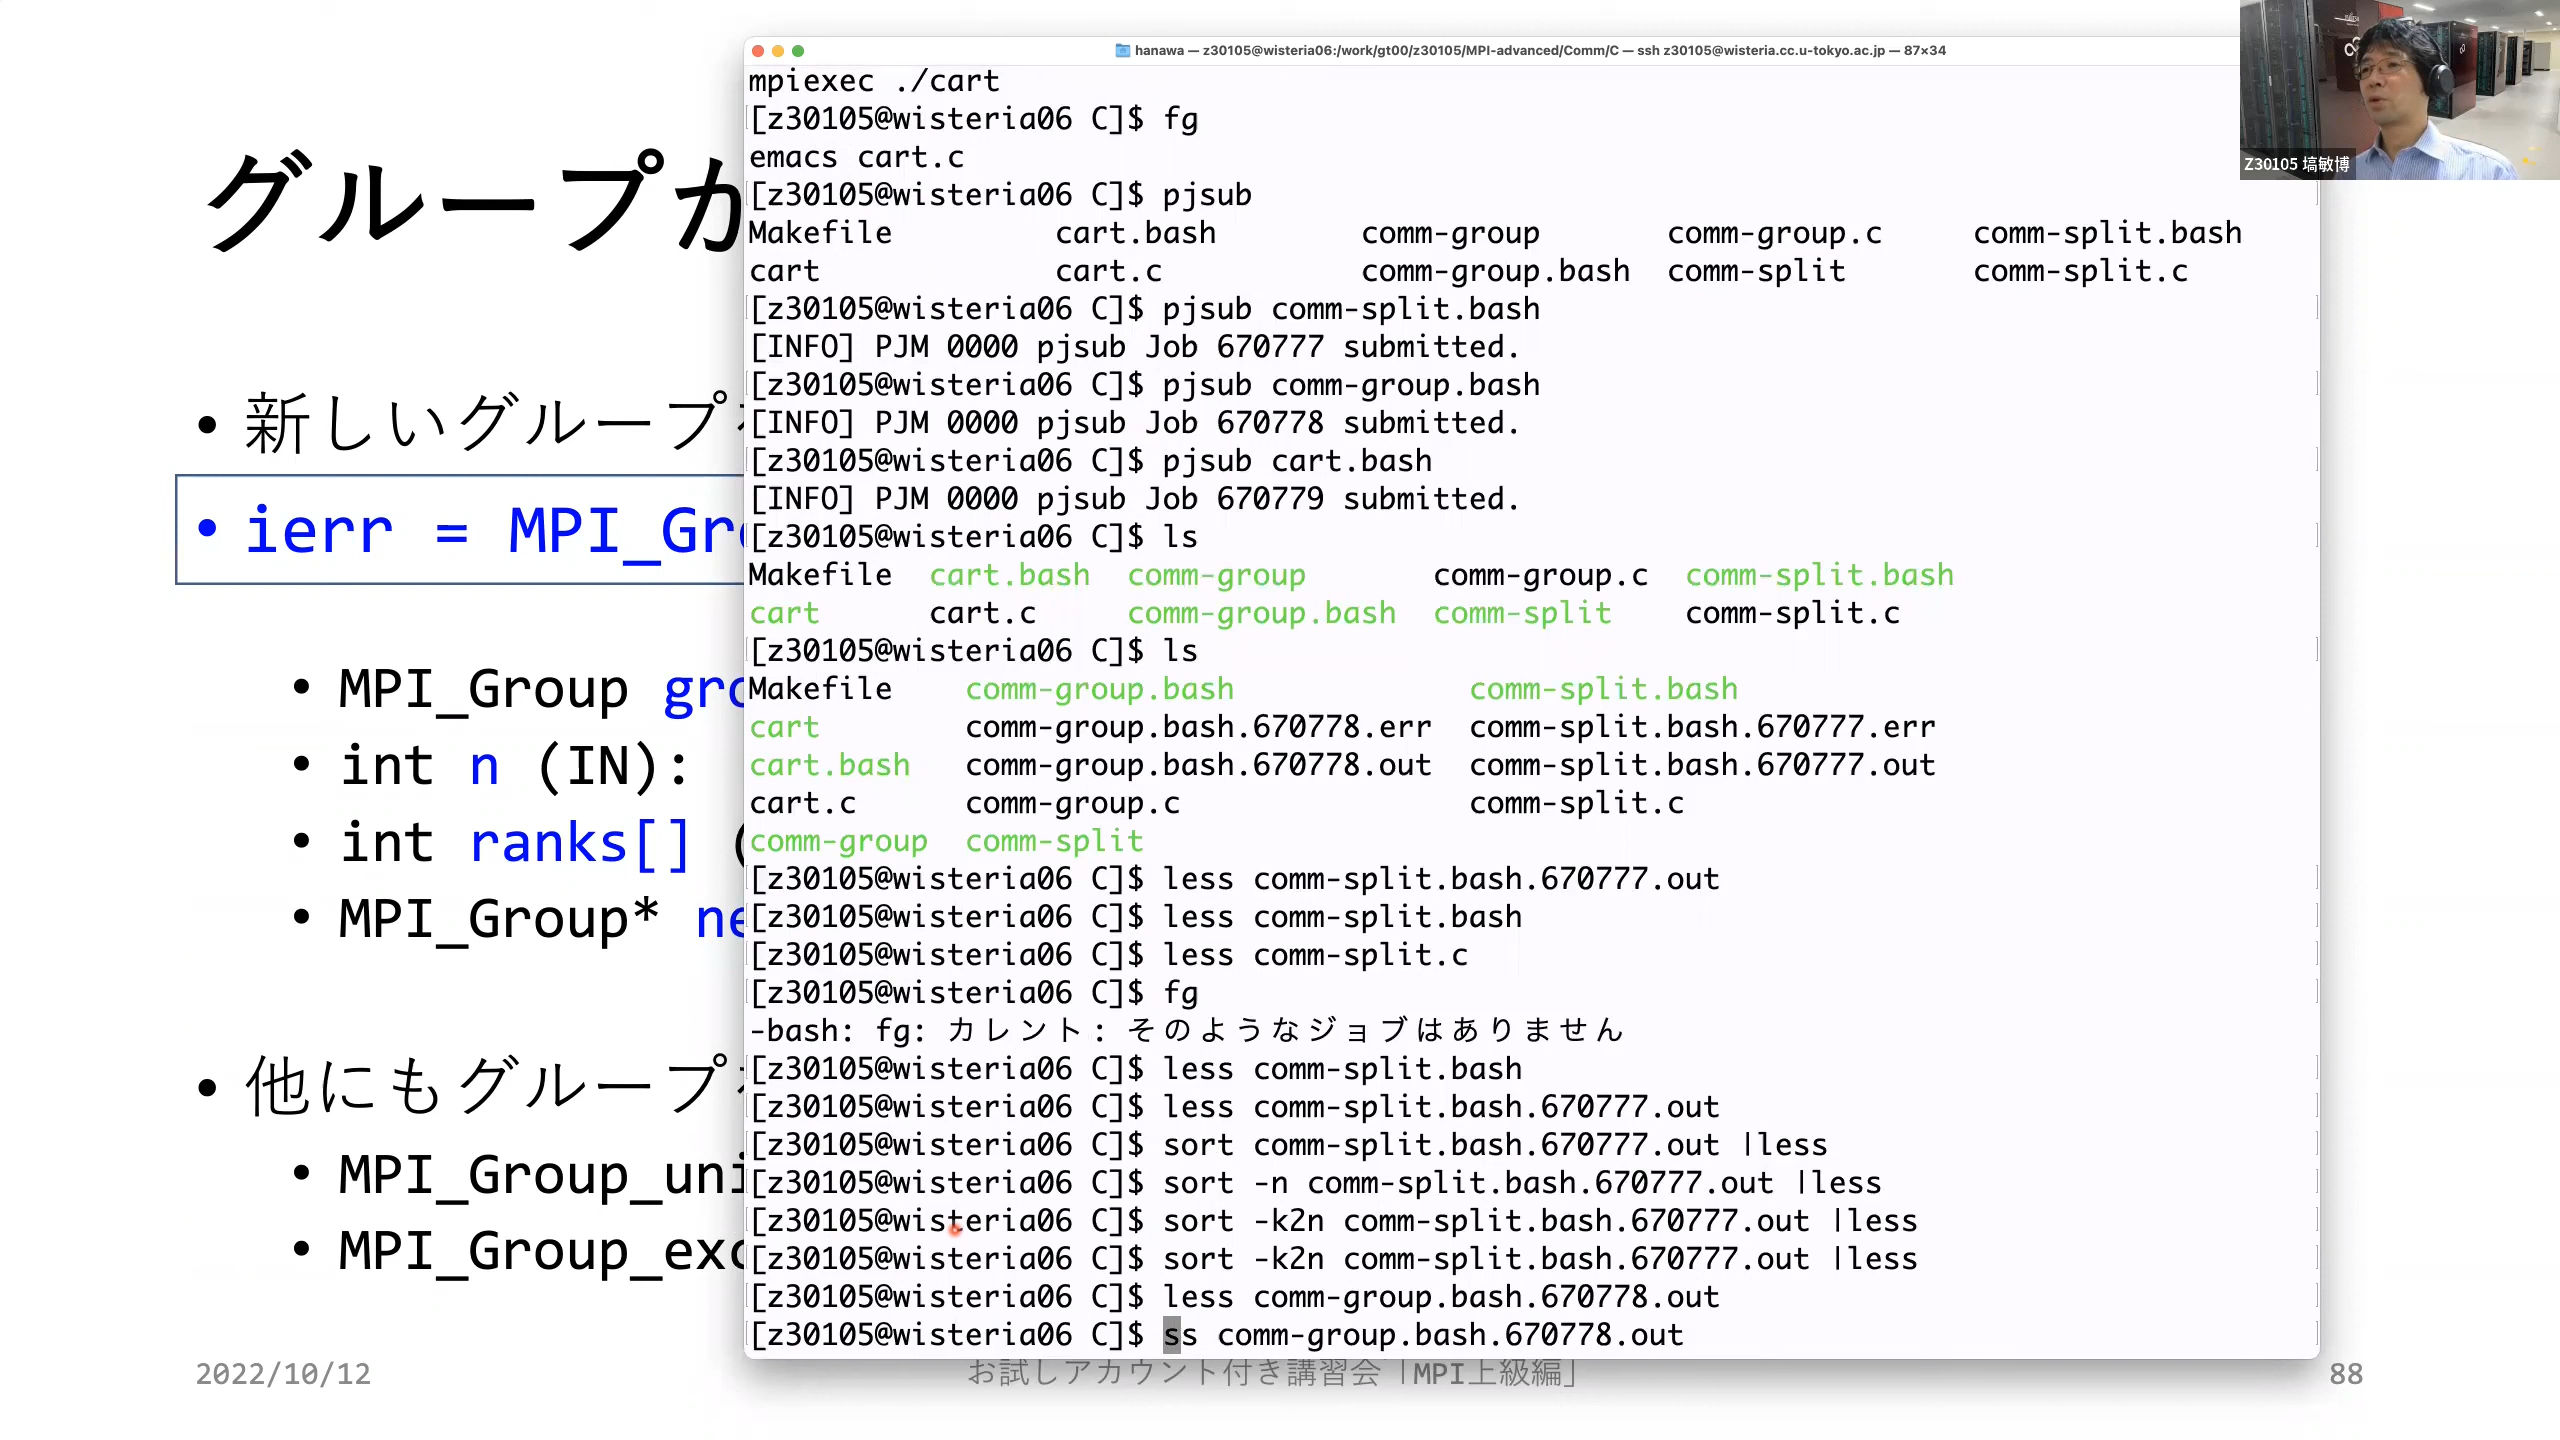 hanawa — z30105@wisteria06:/work/gt00/z30105/MPI-advanced/Comm/C — ssh z30105@wisteria.cc.u-tokyo.ac.jp — 87×34
Z30105 塙敏博
グループか
• 新しいグループを
• ierr = MPI_Gro
• MPI_Group gro
• int n (IN):
• int ranks[] (
• MPI_Group* ne
• 他にもグループを
• MPI_Group_uni
• MPI_Group_exc
mpiexec ./cart
[z30105@wisteria06 C]$ fg
emacs cart.c
[z30105@wisteria06 C]$ pjsub
Makefile cart.bash comm-group comm-group.c comm-split.bash
cart cart.c comm-group.bash comm-split comm-split.c
[z30105@wisteria06 C]$ pjsub comm-split.bash
[INFO] PJM 0000 pjsub Job 670777 submitted.
[z30105@wisteria06 C]$ pjsub comm-group.bash
[INFO] PJM 0000 pjsub Job 670778 submitted.
[z30105@wisteria06 C]$ pjsub cart.bash
[INFO] PJM 0000 pjsub Job 670779 submitted.
[z30105@wisteria06 C]$ ls
Makefile cart.bash comm-group comm-group.c comm-split.bash
cart cart.c comm-group.bash comm-split comm-split.c
[z30105@wisteria06 C]$ ls
Makefile comm-group.bash comm-split.bash
cart comm-group.bash.670778.err comm-split.bash.670777.err
cart.bash comm-group.bash.670778.out comm-split.bash.670777.out
cart.c comm-group.c comm-split.c
comm-group comm-split
[z30105@wisteria06 C]$ less comm-split.bash.670777.out
[z30105@wisteria06 C]$ less comm-split.bash
[z30105@wisteria06 C]$ less comm-split.c
[z30105@wisteria06 C]$ fg
-bash: fg: カレント: そのようなジョブはありません
[z30105@wisteria06 C]$ less comm-split.bash
[z30105@wisteria06 C]$ less comm-split.bash.670777.out
[z30105@wisteria06 C]$ sort comm-split.bash.670777.out |less
[z30105@wisteria06 C]$ sort -n comm-split.bash.670777.out |less
[z30105@wisteria06 C]$ sort -k2n comm-split.bash.670777.out |less
[z30105@wisteria06 C]$ sort -k2n comm-split.bash.670777.out |less
[z30105@wisteria06 C]$ less comm-group.bash.670778.out
[z30105@wisteria06 C]$ ss comm-group.bash.670778.out
2022/10/12
お試しアカウント付き講習会「MPI上級編」
88